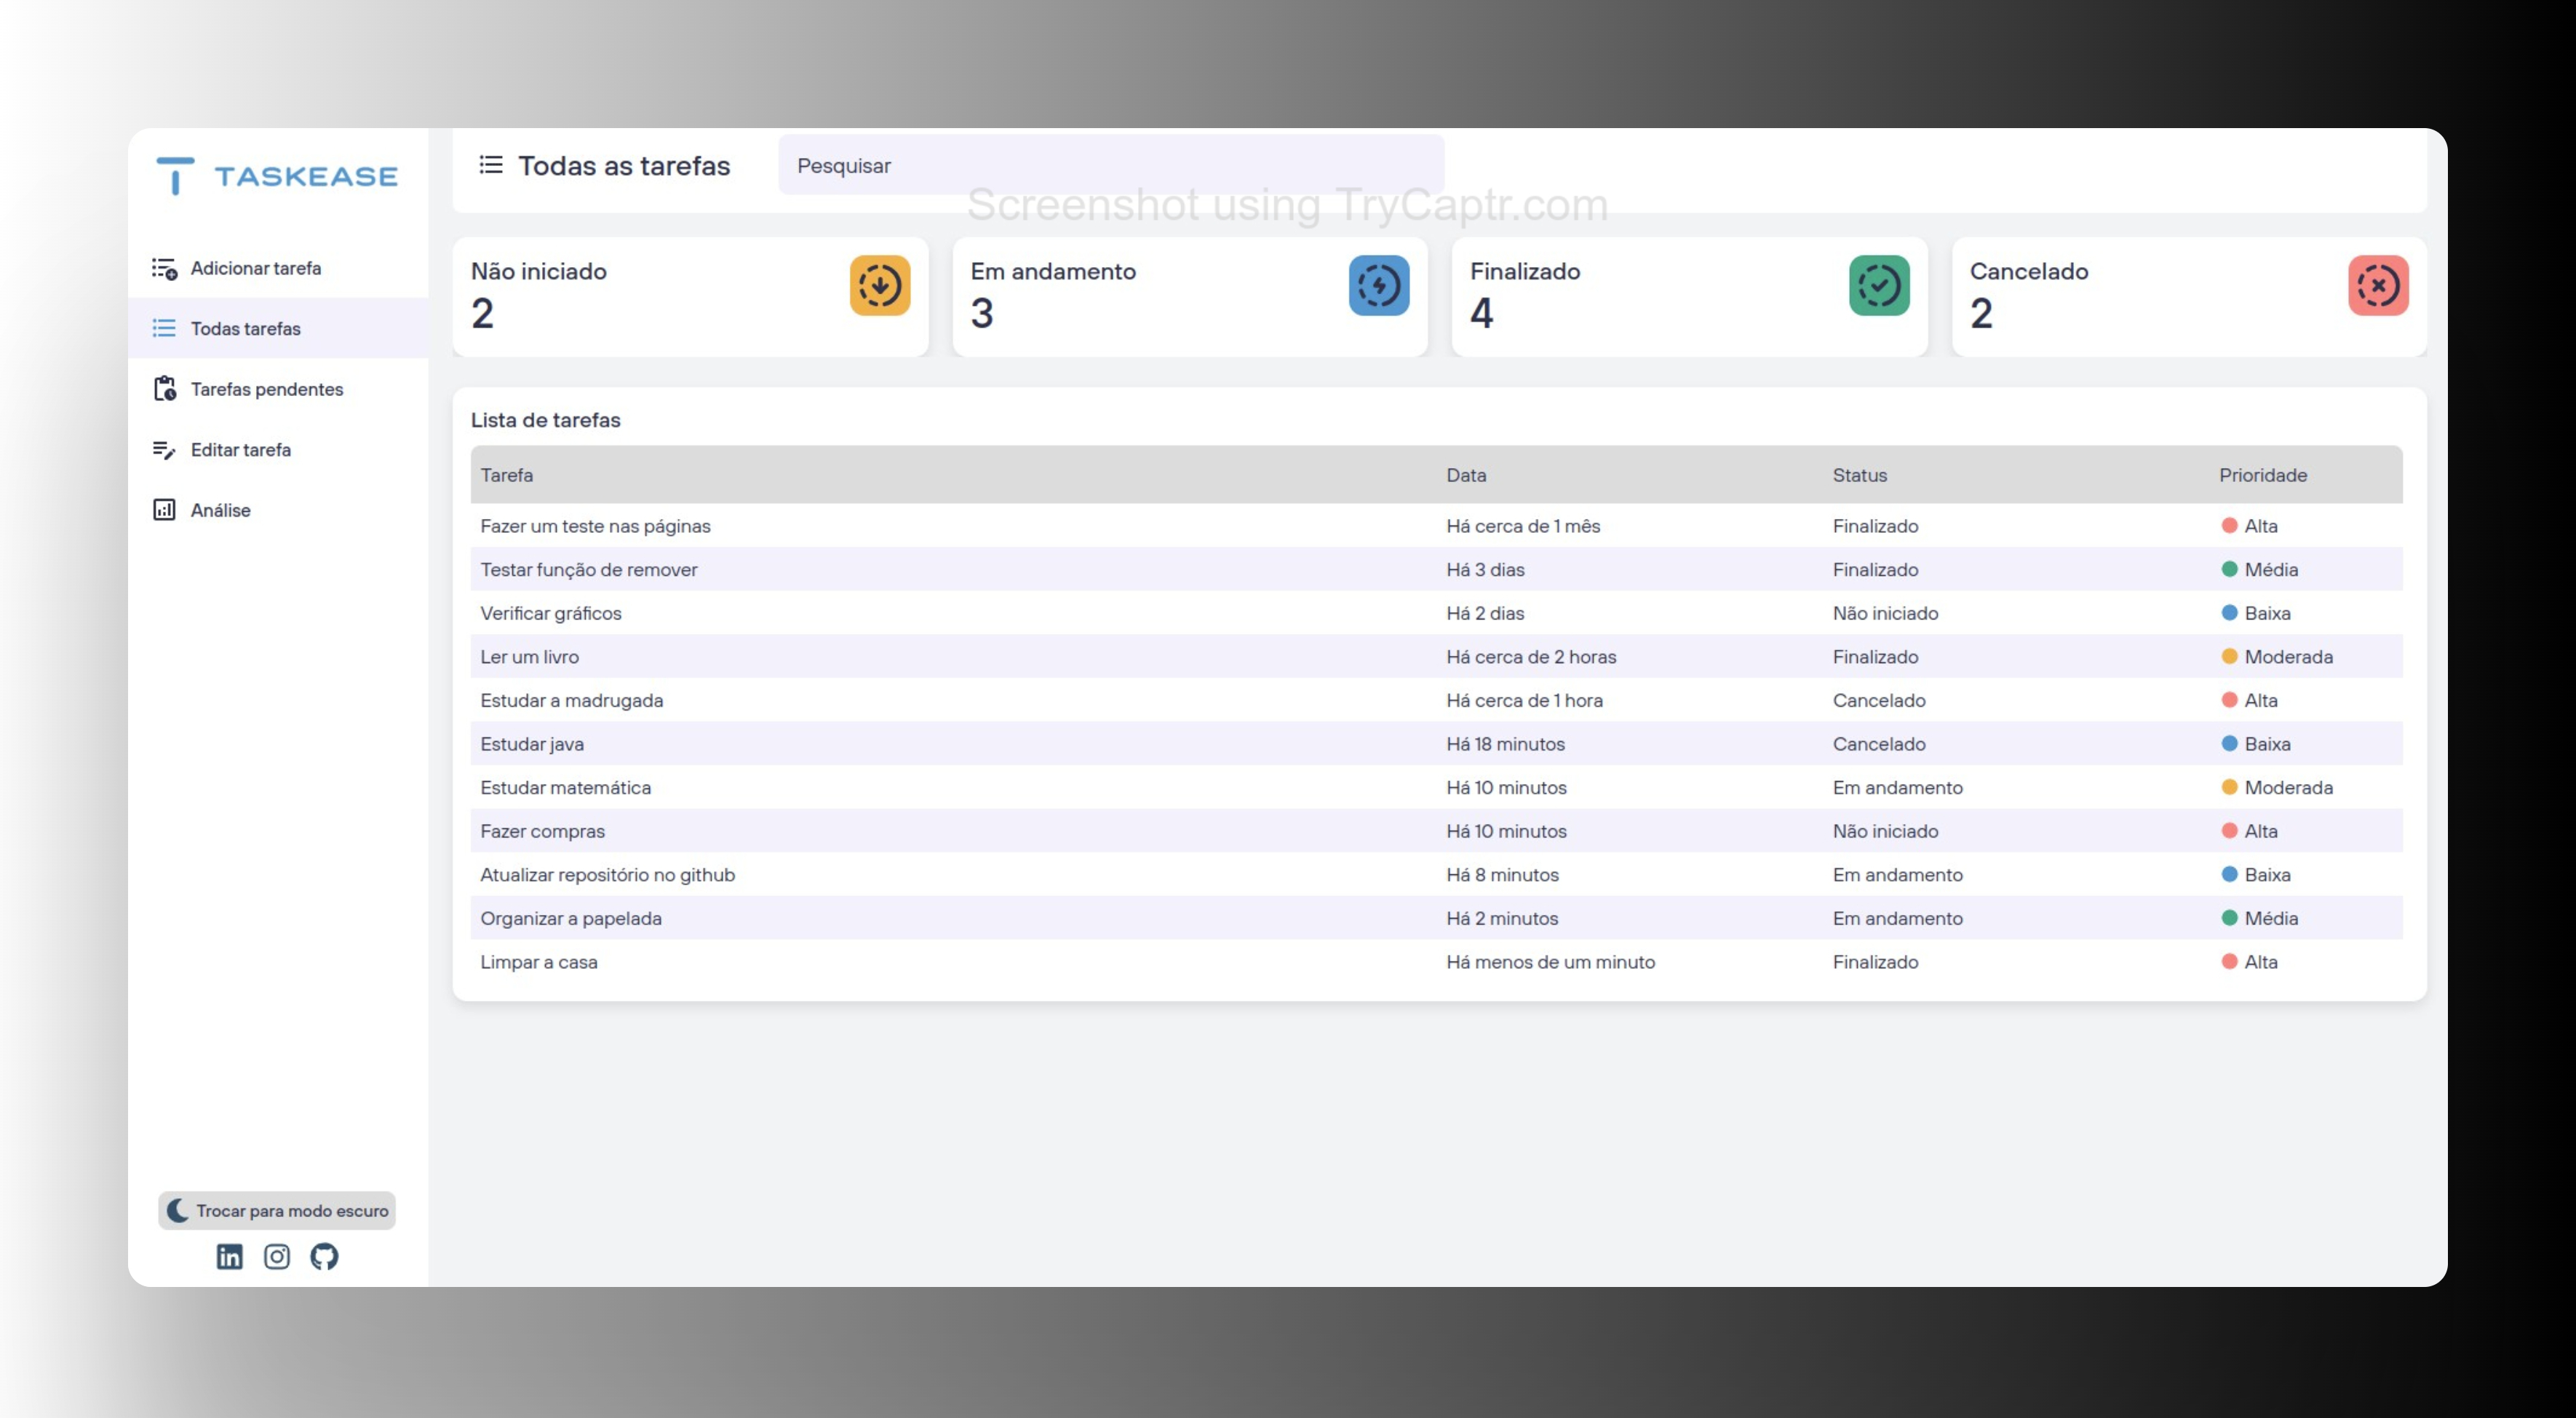 TASKEASE
Adicionar tarefa
Todas tarefas
Tarefas pendentes
Editar tarefa
Análise
Trocar para modo escuro
Todas as tarefas Pesquisar
Screenshot using TryCaptr.com
Não iniciado
2
Em andamento
3
Finalizado
4
Cancelado
2
Lista de tarefas
Tarefa Data Status Prioridade
Fazer um teste nas páginas Há cerca de 1 mês Finalizado Alta
Testar função de remover Há 3 dias Finalizado Média
Verificar gráficos Há 2 dias Não iniciado Baixa
Ler um livro Há cerca de 2 horas Finalizado Moderada
Estudar a madrugada Há cerca de 1 hora Cancelado Alta
Estudar java Há 18 minutos Cancelado Baixa
Estudar matemática Há 10 minutos Em andamento Moderada
Fazer compras Há 10 minutos Não iniciado Alta
Atualizar repositório no github Há 8 minutos Em andamento Baixa
Organizar a papelada Há 2 minutos Em andamento Média
Limpar a casa Há menos de um minuto Finalizado Alta